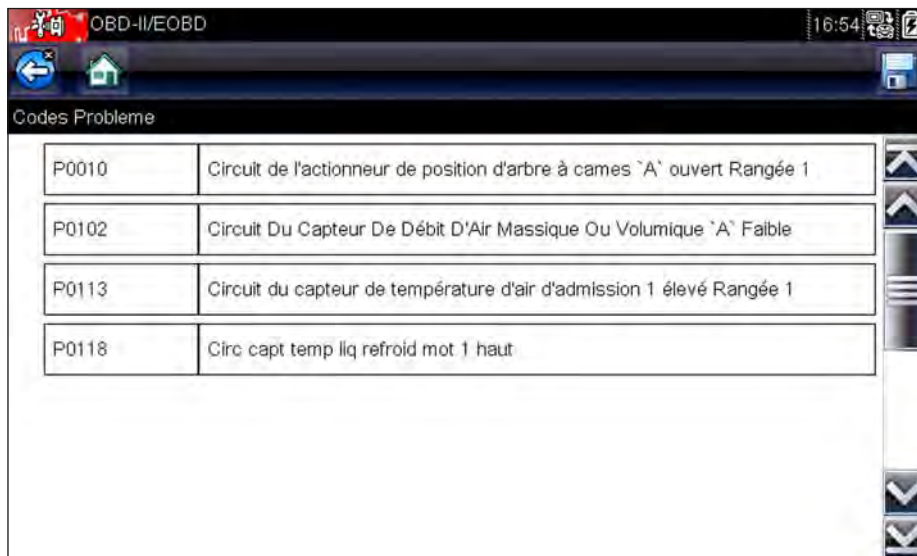 OBD-II/EOBD 16:54
Codes Probleme
P0010 Circuit de l'actionneur de position d'arbre à cames `A` ouvert Rangée 1
P0102 Circuit Du Capteur De Débit D'Air Massique Ou Volumique `A` Faible
P0113 Circuit du capteur de température d'air d'admission 1 élevé Rangée 1
P0118 Circ capt temp liq refroid mot 1 haut